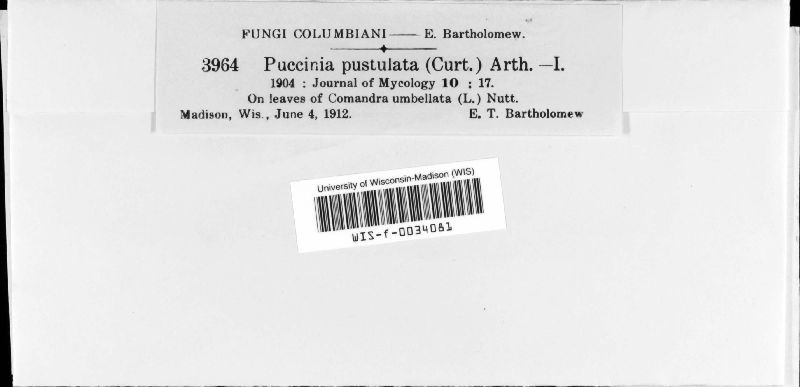 FUNGI COLUMBIANI — E. Bartholomew.
3964 Puccinia pustulata (Curt.) Arth. —I.
1904 : Journal of Mycology 10 : 17.
On leaves of Comandra umbellata (L.) Nutt.
Madison, Wis., June 4, 1912. E. T. Bartholomew
University of Wisconsin-Madison (WIS)
WIS-f-0034081